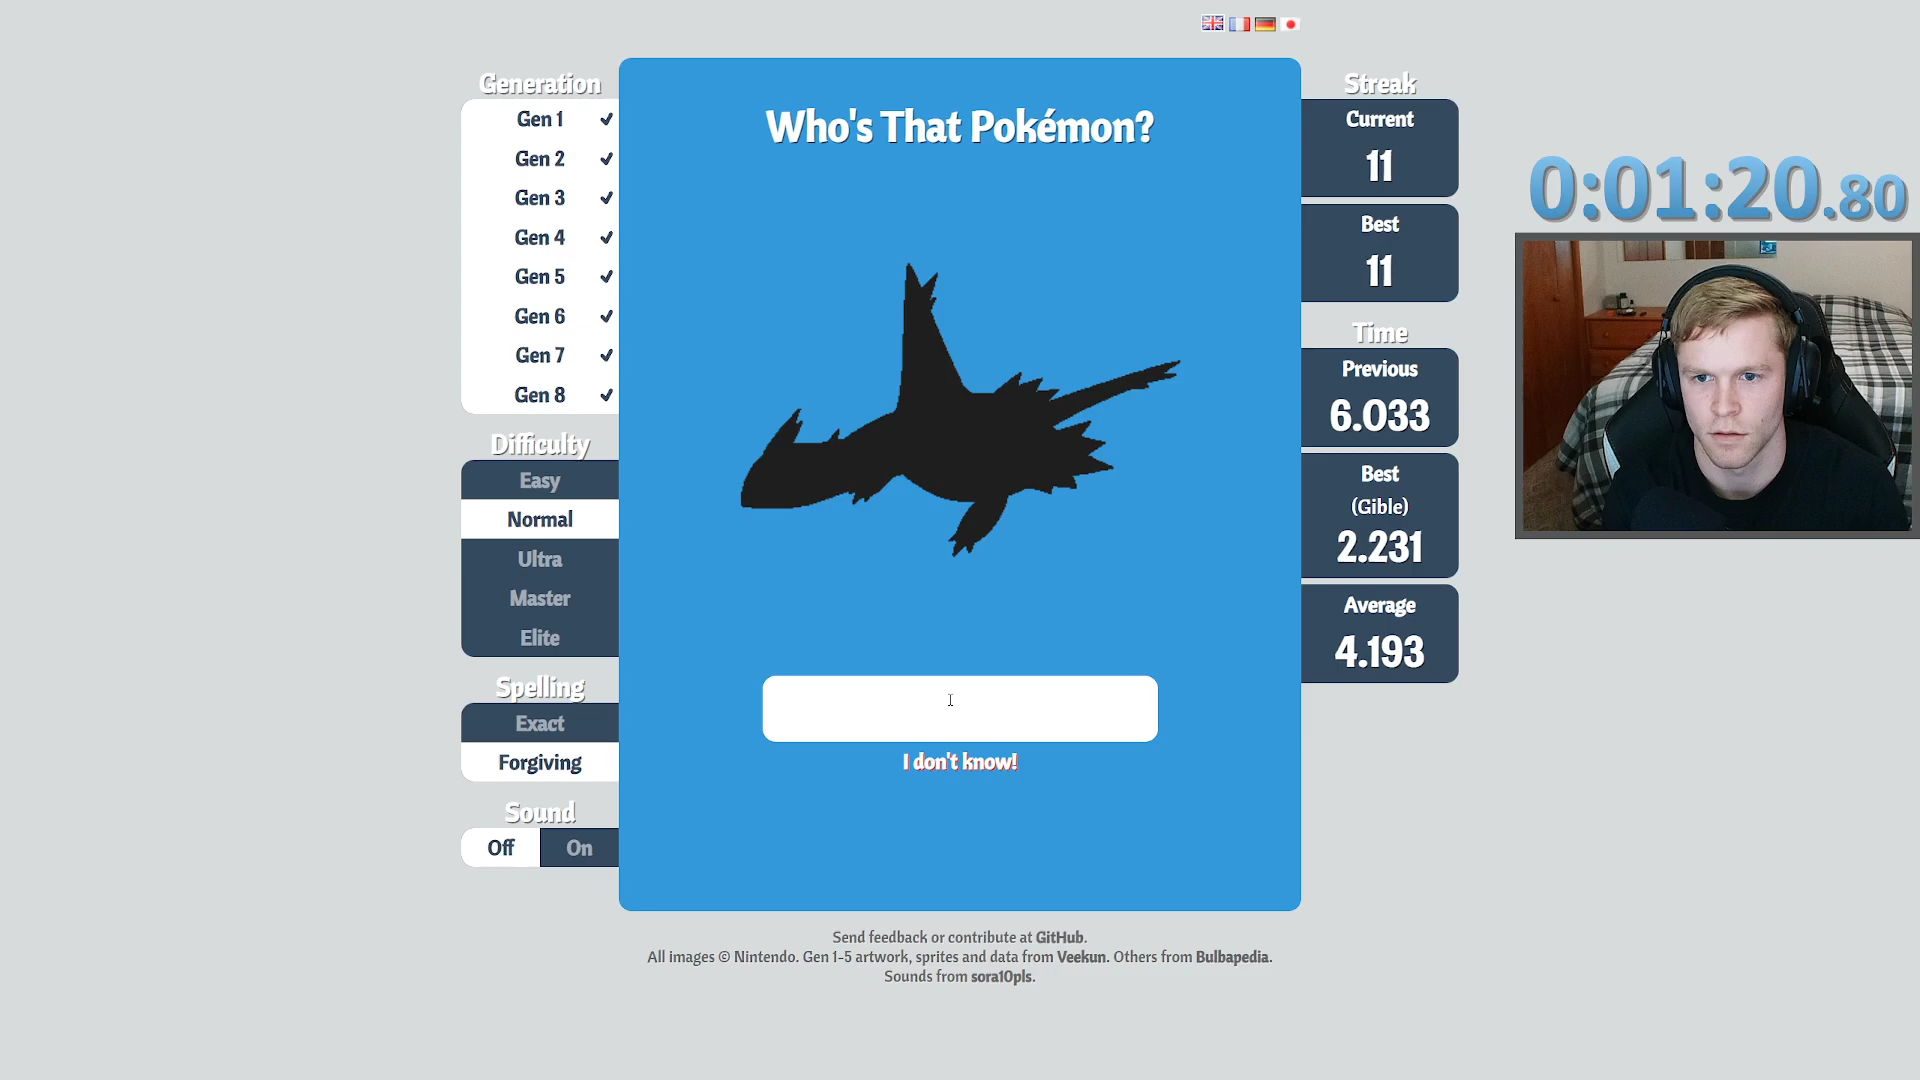 Generation
Gen 1
Gen 2
Gen 3
Gen 4
Gen 5
Gen 6
Gen 7
Gen 8
Difficulty
Easy
Normal
Ultra
Master
Elite
Spelling
Exact
Forgiving
Sound
Off On
Who's That Pokémon?
I don't know!
Streak
Current
11
Best
11
Time
Previous
6.033
Best
(Gible)
2.231
Average
4.193
0:01:20.80
Send feedback or contribute at GitHub.
All images © Nintendo. Gen 1-5 artwork, sprites and data from Veekun. Others from Bulbapedia.
Sounds from sora10pls.